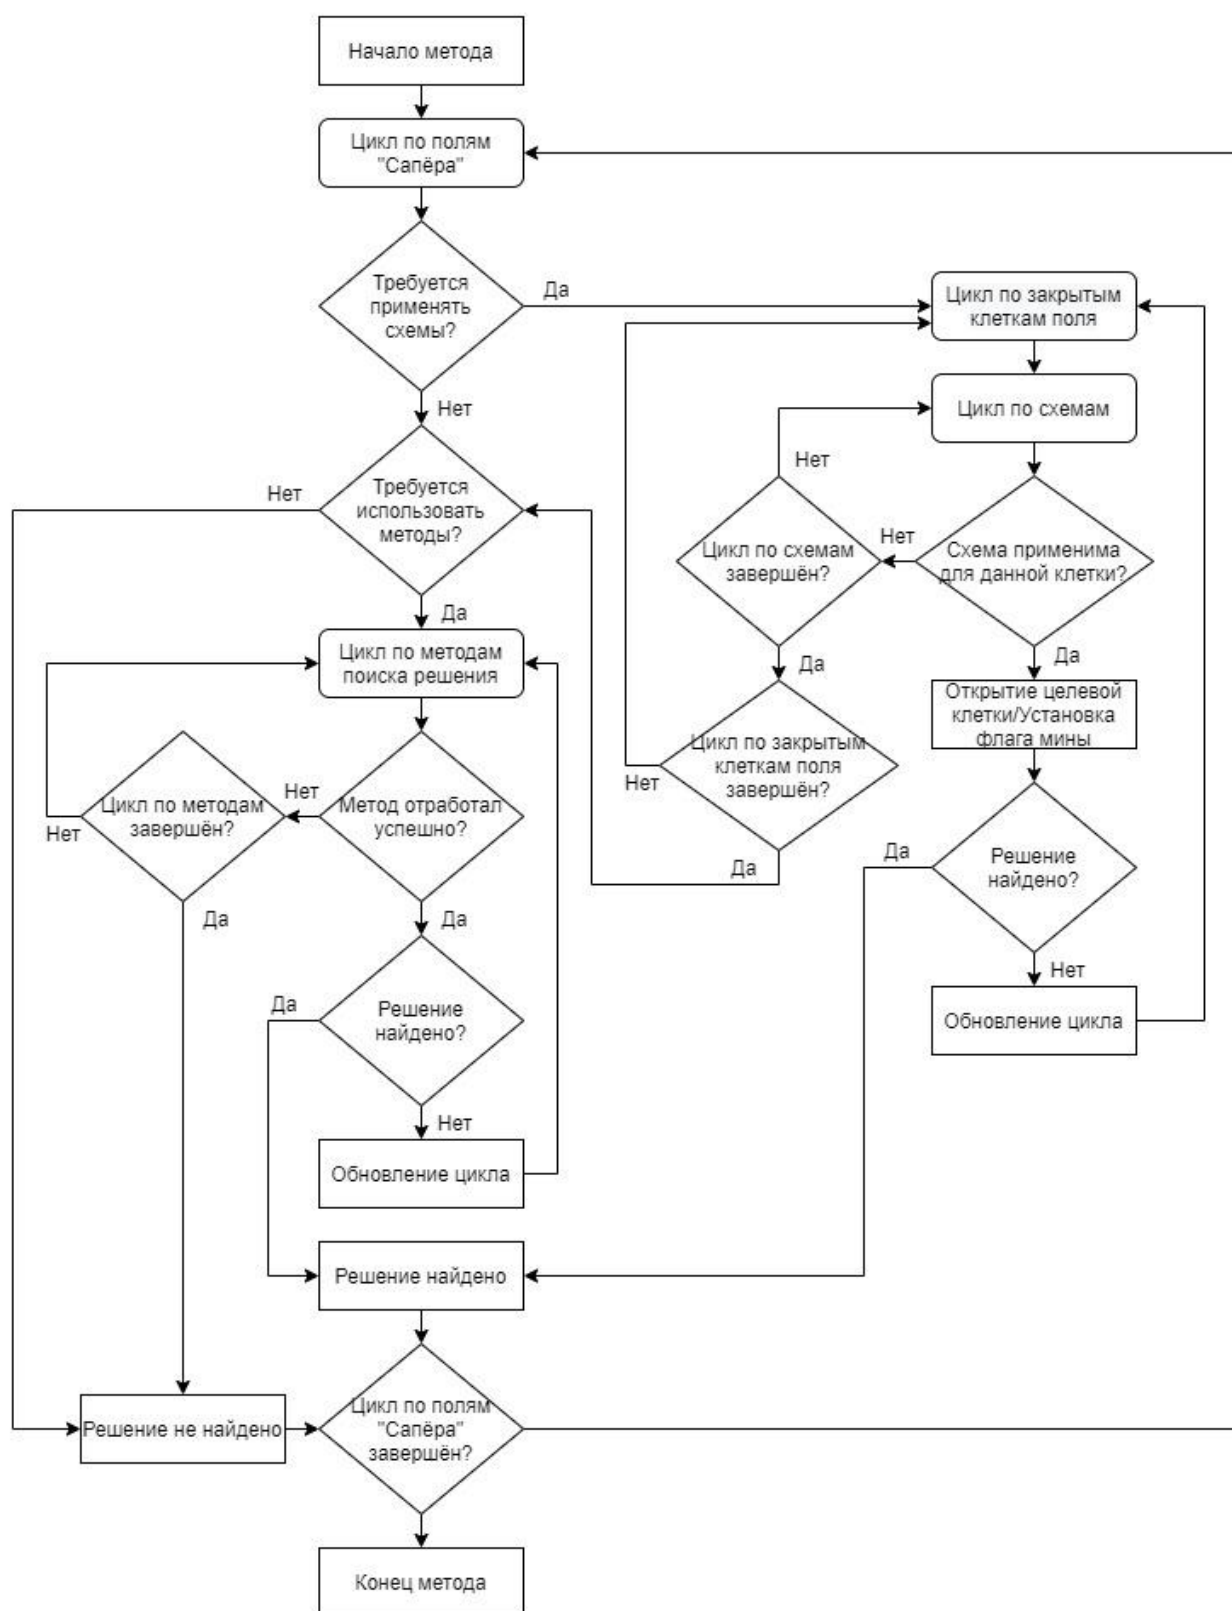 Начало метода
Цикл по полям
"Сапёра"
Требуется
применять
схемы?
Да
Нет
Цикл по закрытым
клеткам поля
Цикл по схемам
Нет
Схема применима
для данной клетки?
Нет
Цикл по схемам
завершён?
Да
Да
Открытие целевой
клетки/Установка
флага мины
Цикл по закрытым
клеткам поля
завершён?
Нет
Да
Решение
найдено?
Да
Нет
Обновление цикла
Требуется
использовать
методы?
Нет
Да
Цикл по методам
поиска решения
Метод отработал
успешно?
Нет
Цикл по методам
завершён?
Нет
Да
Да
Решение
найдено?
Да
Нет
Обновление цикла
Решение найдено
Решение не найдено
Цикл по полям
"Сапёра"
завершён?
Конец метода